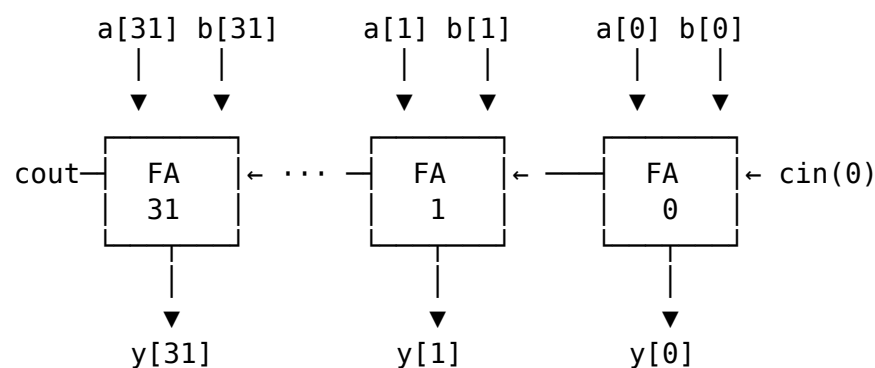 a[31] b[31] a[1] b[1] a[0] b[0]
cout FA ← ··· FA ← FA ← cin(0)
31 1 0
y[31] y[1] y[0]